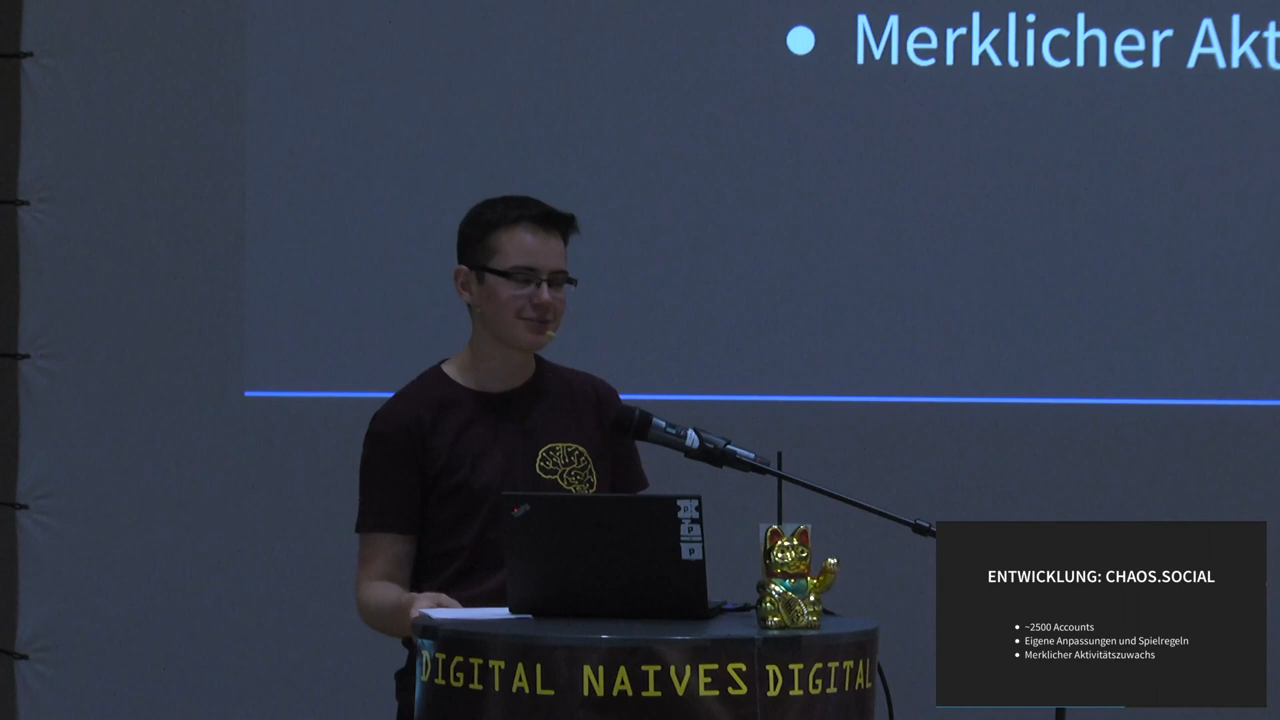 Merklicher Akt
DIGITAL NAIVES DIGITAL
p
p
p
ENTWICKLUNG: CHAOS.SOCIAL
~2500 Accounts
Eigene Anpassungen und Spielregeln
Merklicher Aktivitätszuwachs